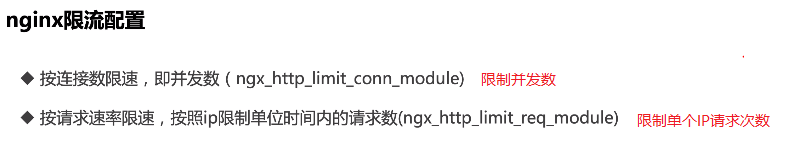 nginx限流配置
◆ 按连接数限速，即并发数（ngx_http_limit_conn_module) 限制并发数
◆ 按请求速率限速，按照ip限制单位时间内的请求数(ngx_http_limit_req_module) 限制单个IP请求次数